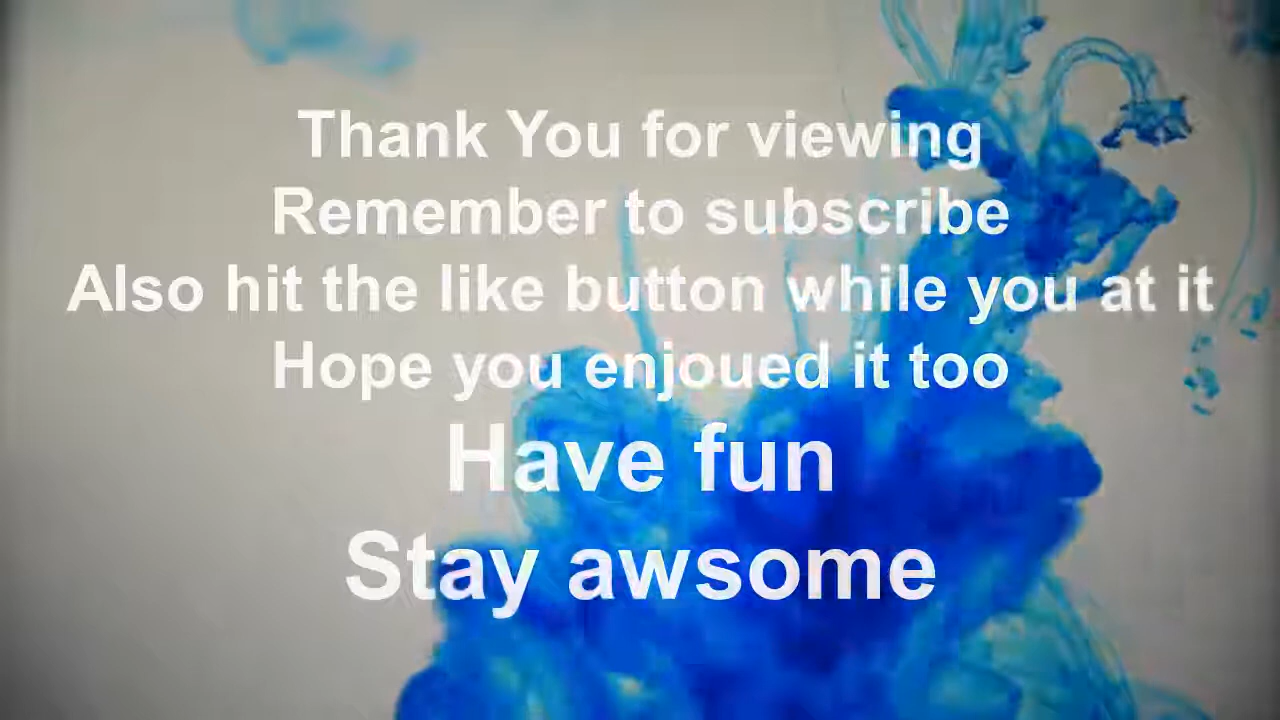 Thank You for viewing
Remember to subscribe
Also hit the like button while you at it
Hope you enjoued it too
Have fun
Stay awsome